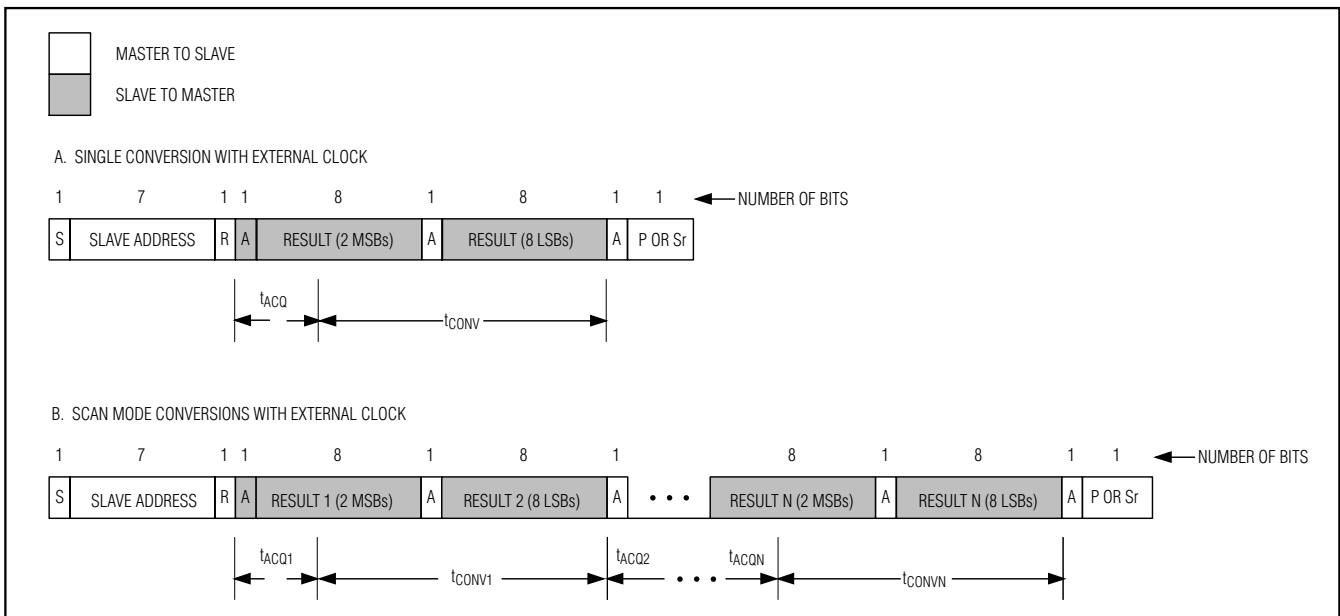 MASTER TO SLAVE
SLAVE TO MASTER
A. SINGLE CONVERSION WITH EXTERNAL CLOCK
1 7 1 1 8 1 8 1 1 NUMBER OF BITS
S SLAVE ADDRESS R A RESULT (2 MSBs) A RESULT (8 LSBs) A P OR Sr
tACQ
tCONV
B. SCAN MODE CONVERSIONS WITH EXTERNAL CLOCK
1 7 1 1 8 1 8 1 8 1 8 1 1 NUMBER OF BITS
S SLAVE ADDRESS R A RESULT 1 (2 MSBs) A RESULT 2 (8 LSBs) A • • • RESULT N (2 MSBs) A RESULT N (8 LSBs) A P OR Sr
tACQ1 tACQ2 tACQN
tCONV1 • • • tCONVN